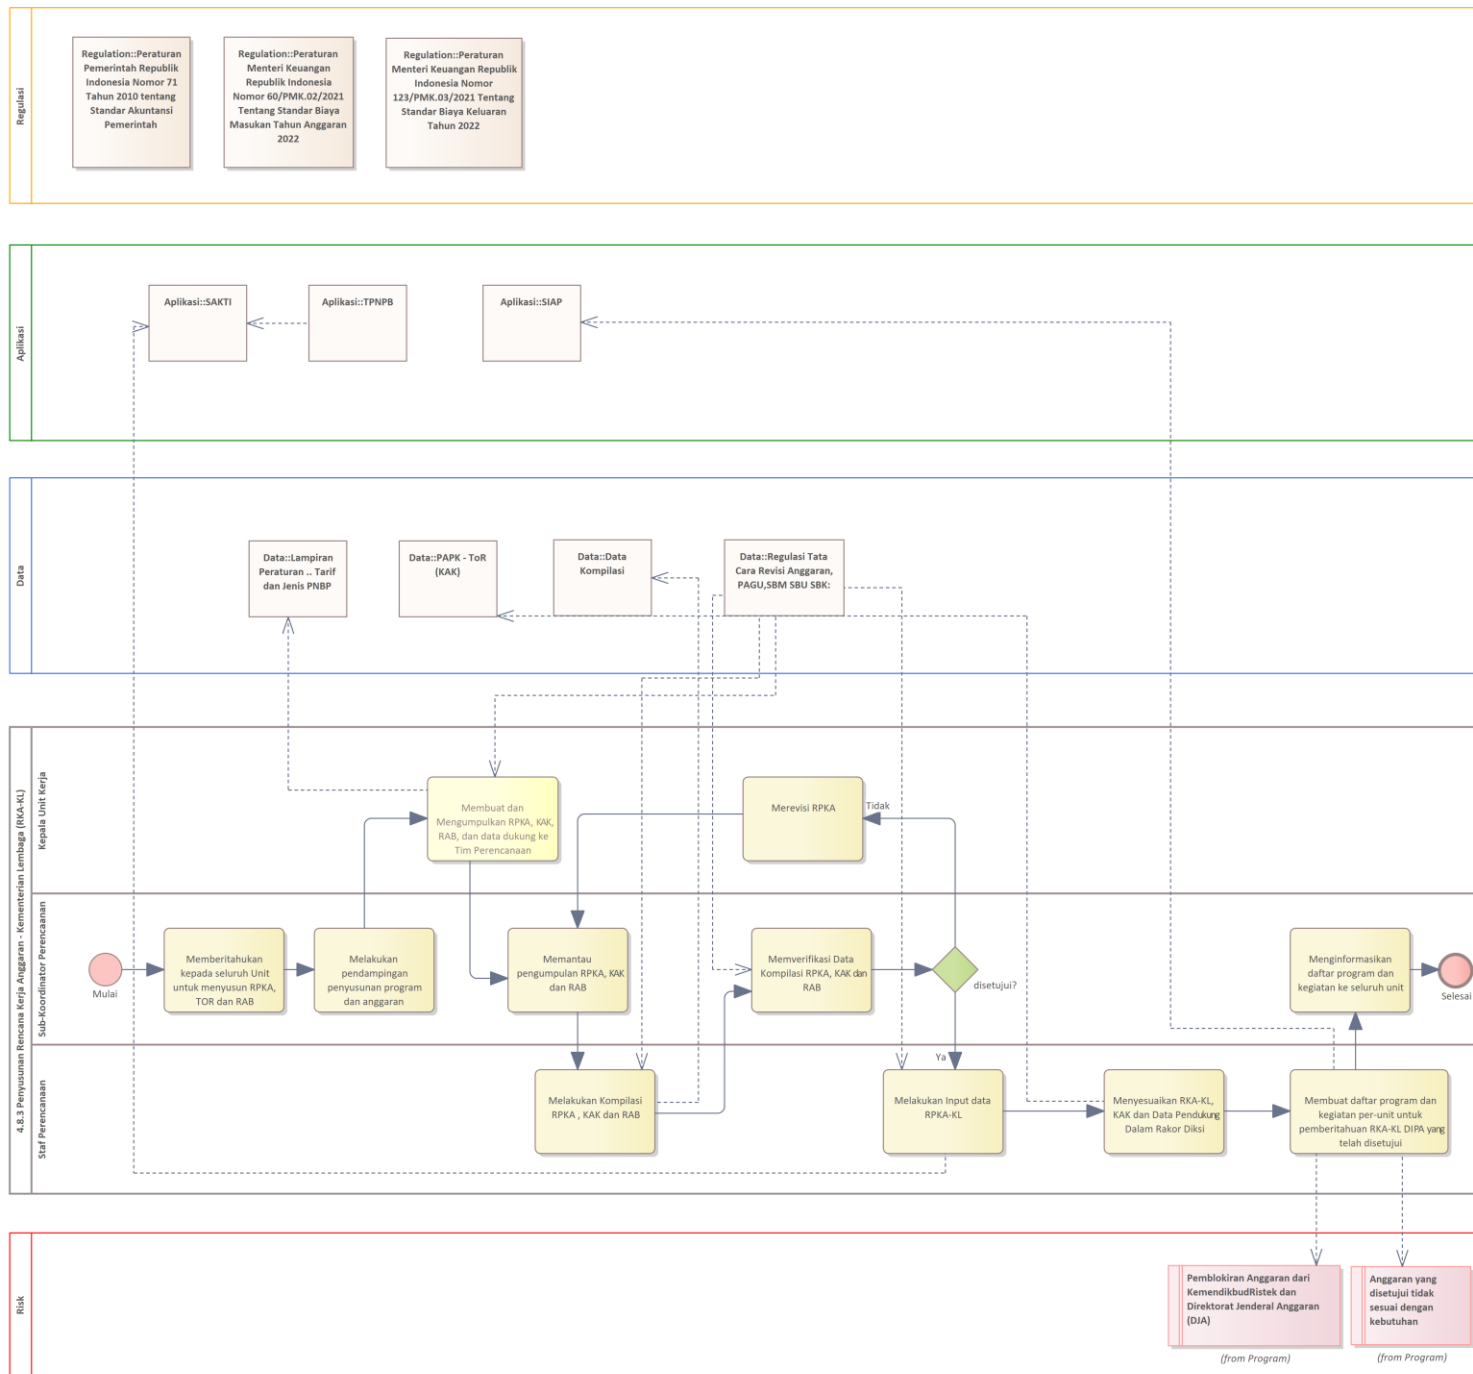 Regulasi
Regulation::Peraturan
Pemerintah Republik
Indonesia Nomor 71
Tahun 2010 tentang
Standar Akuntansi
Pemerintah
Regulation::Peraturan
Menteri Keuangan
Republik Indonesia
Nomor 60/PMK.02/2021
Tentang Standar Biaya
Masukan Tahun Anggaran
2022
Regulation::Peraturan
Menteri Keuangan Republik
Indonesia Nomor
123/PMK.03/2021 Tentang
Standar Biaya Keluaran
Tahun 2022
Aplikasi
Aplikasi::SAKTI
Aplikasi::TPNPB
Aplikasi::SIAP
Data
Data::Lampiran
Peraturan .. Tarif
dan Jenis PNBP
Data::PAPK - ToR
(KAK)
Data::Data
Kompilasi
Data::Regulasi Tata
Cara Revisi Anggaran,
PAGU,SBM SBU SBK:
4.8.3 Penyusunan Rencana Kerja Anggaran - Kementerian Lembaga (RKA-KL)
Kepala Unit Kerja
Membuat dan
Mengumpulkan RPKA, KAK,
RAB, dan data dukung ke
Tim Perencanaan
Merevisi RPKA
Tidak
Sub-Koordinator Perencaanan
Mulai
Memberitahukan
kepada seluruh Unit
untuk menyusun RPKA,
TOR dan RAB
Melakukan
pendampingan
penyusunan program
dan anggaran
Memantau
pengumpulan RPKA, KAK
dan RAB
Memverifikasi Data
Kompilasi RPKA, KAK dan
RAB
disetujui?
Menginformasikan
daftar program dan
kegiatan ke seluruh unit
Selesai
Staf Perencanaan
Melakukan Kompilasi
RPKA , KAK dan RAB
Ya
Melakukan Input data
RPKA-KL
Menyesuaikan RKA-KL,
KAK dan Data Pendukung
Dalam Rakor Diksi
Membuat daftar program dan
kegiatan per-unit untuk
pemberitahuan RKA-KL DIPA yang
telah disetujui
Risk
Pemblokiran Anggaran dari
KemendikbudRistek dan
Direktorat Jenderal Anggaran
(DJA)
(from Program)
Anggaran yang
disetujui tidak
sesuai dengan
kebutuhan
(from Program)